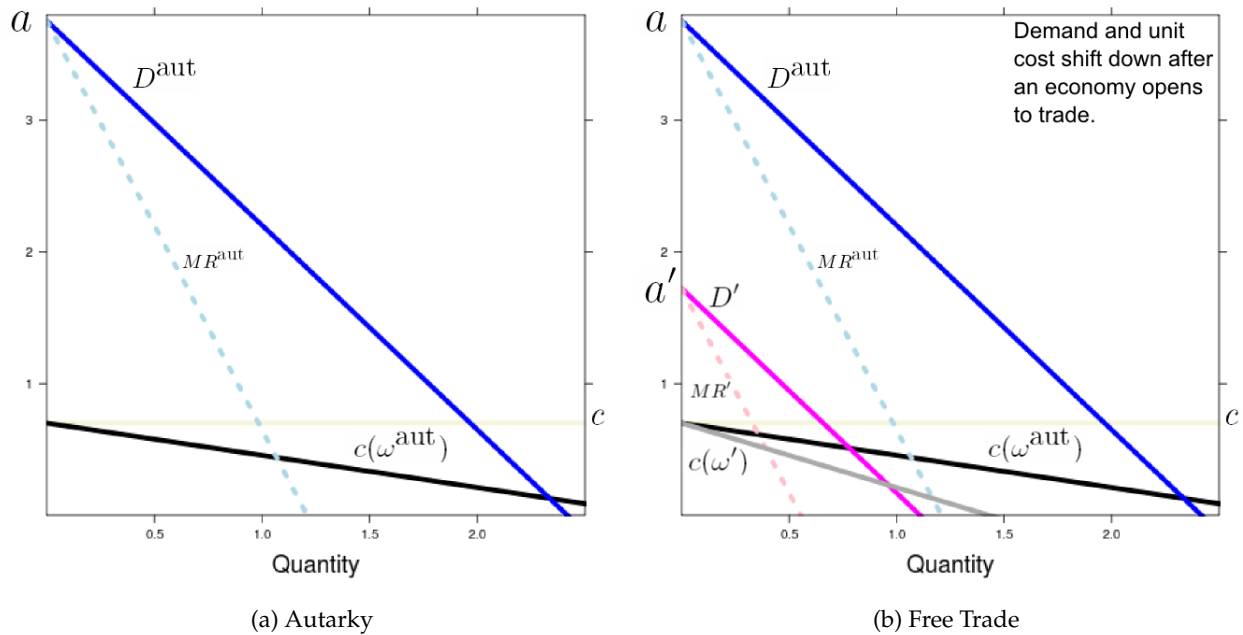 a
D^aut
MR^aut
c(ω^aut)
c
3
2
1
0.5
1.0
1.5
2.0
Quantity
(a) Autarky
a
D^aut
Demand and unit
cost shift down after
an economy opens
to trade.
MR^aut
a′
D′
MR′
c(ω′)
c(ω^aut)
c
3
2
1
0.5
1.0
1.5
2.0
Quantity
(b) Free Trade